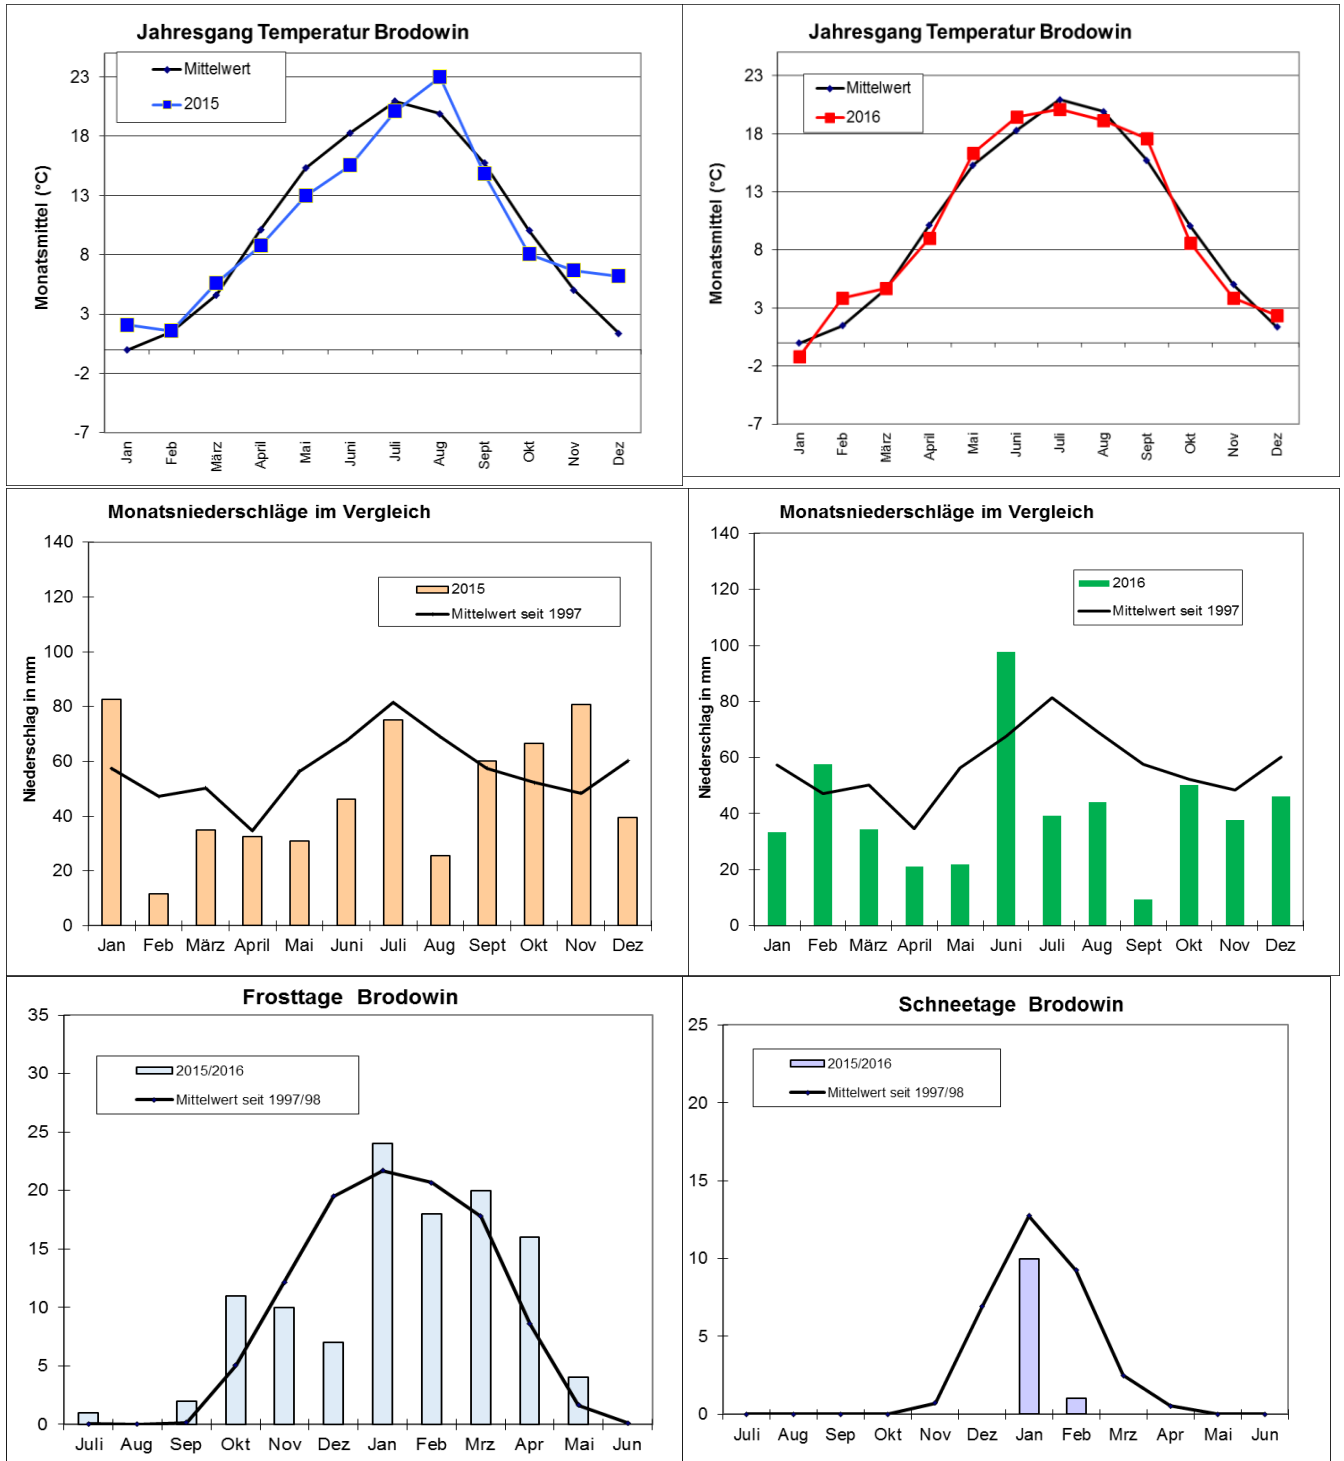 Jahresgang Temperatur Brodowin
Mittelwert
2015
Monatsmittel (°C)
23
18
13
8
3
-2
-7
Jan Feb März April Mai Juni Juli Aug Sept Okt Nov Dez
Jahresgang Temperatur Brodowin
Mittelwert
2016
Monatsmittel (°C)
23
18
13
8
3
-2
-7
Jan Feb März April Mai Juni Juli Aug Sept Okt Nov Dez
Monatsniederschläge im Vergleich
2015
Mittelwert seit 1997
Niederschlag in mm
140
120
100
80
60
40
20
0
Jan Feb März April Mai Juni Juli Aug Sept Okt Nov Dez
Monatsniederschläge im Vergleich
2016
Mittelwert seit 1997
Niederschlag in mm
140
120
100
80
60
40
20
0
Jan Feb März April Mai Juni Juli Aug Sept Okt Nov Dez
Frosttage Brodowin
2015/2016
Mittelwert seit 1997/98
35
30
25
20
15
10
5
0
Juli Aug Sep Okt Nov Dez Jan Feb Mrz Apr Mai Jun
Schneetage Brodowin
2015/2016
Mittelwert seit 1997/98
25
20
15
10
5
0
Juli Aug Sep Okt Nov Dez Jan Feb Mrz Apr Mai Jun